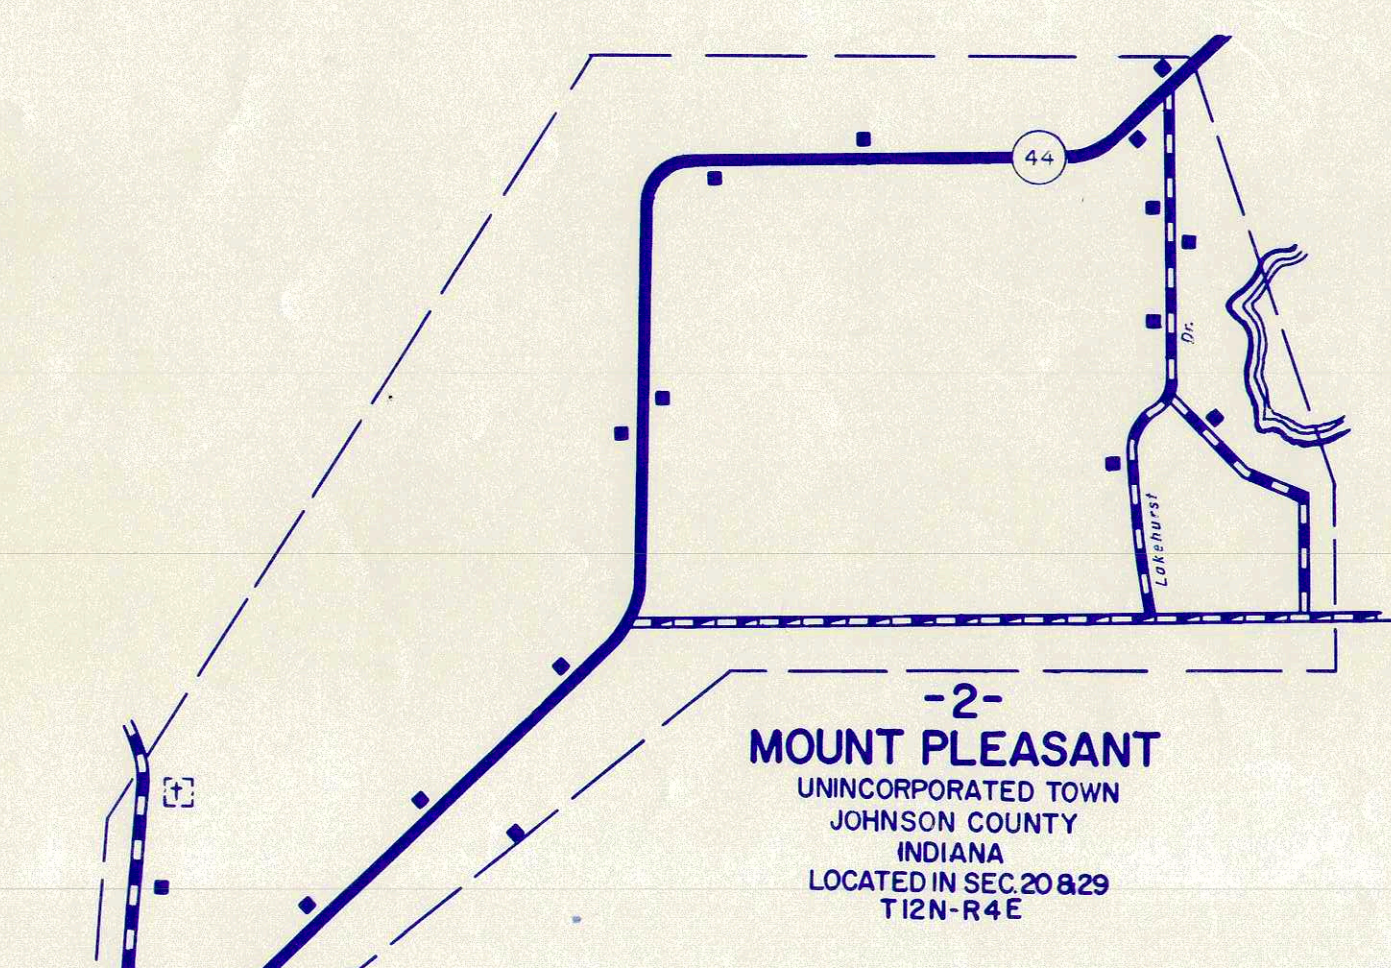 44
Dr.
Lakehurst
-2-
MOUNT PLEASANT
UNINCORPORATED TOWN
JOHNSON COUNTY
INDIANA
LOCATED IN SEC. 20 & 29
T12N-R4E